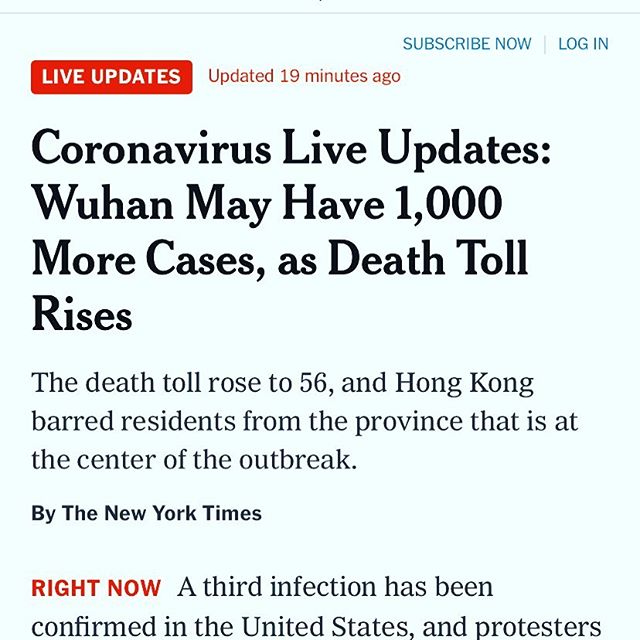 SUBSCRIBE NOW | LOG IN
LIVE UPDATES Updated 19 minutes ago
Coronavirus Live Updates:
Wuhan May Have 1,000
More Cases, as Death Toll
Rises
The death toll rose to 56, and Hong Kong
barred residents from the province that is at
the center of the outbreak.
By The New York Times
RIGHT NOW A third infection has been
confirmed in the United States, and protesters